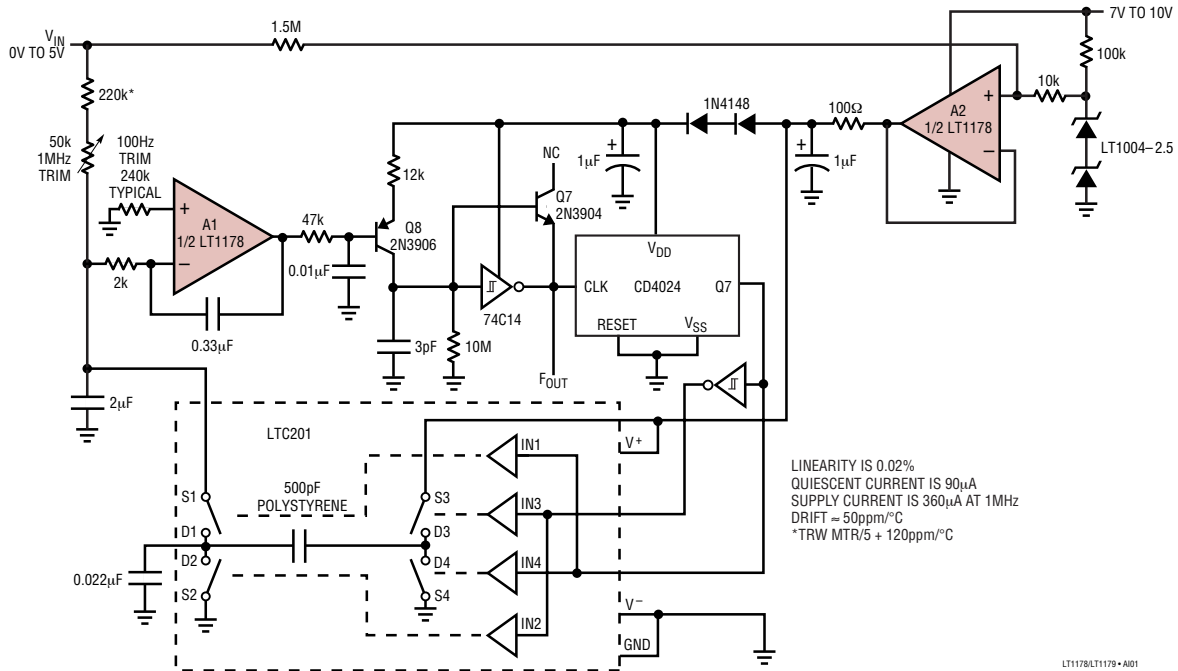 7V TO 10V
V_IN
0V TO 5V
1.5M
100k
220k*
10k
1N4148
100Ω
A2
1/2 LT1178
+
−
LT1004–2.5
50k
1MHz
TRIM
100Hz
TRIM
240k
TYPICAL
+
1µF
+
1µF
NC
12k
Q7
2N3904
+
A1
1/2 LT1178
−
47k
Q8
2N3906
2k
0.01µF
V_DD
CLK
CD4024
Q7
RESET
V_SS
74C14
0.33µF
3pF
10M
F_OUT
2µF
LTC201
V+
IN1
S1
500pF
POLYSTYRENE
S3
IN3
D1
D3
D2
D4
IN4
0.022µF
S2
S4
IN2
V−
GND
LINEARITY IS 0.02%
QUIESCENT CURRENT IS 90µA
SUPPLY CURRENT IS 360µA AT 1MHz
DRIFT ≈ 50ppm/°C
*TRW MTR/5 + 120ppm/°C
LT1178/LT1179 • AI01